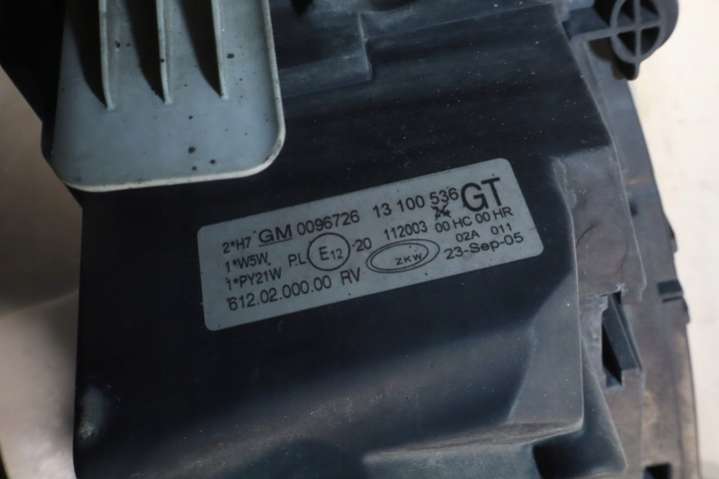 2*H7 GM 0096726 13 100 536 GT
1*W5W P.L E12 -20 112003 00 HC 00 HR
1*PY21W ZKW 02A 011
612.02.000.00 RV 23-Sep-05